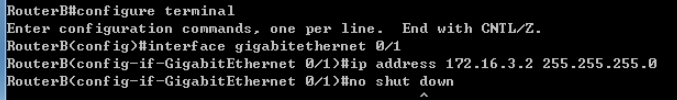 RouterB#configure terminal
Enter configuration commands, one per line.  End with CNTL/Z.
RouterB(config)#interface gigabitethernet 0/1
RouterB(config-if-GigabitEthernet 0/1)#ip address 172.16.3.2 255.255.255.0
RouterB(config-if-GigabitEthernet 0/1)#no shut down
^